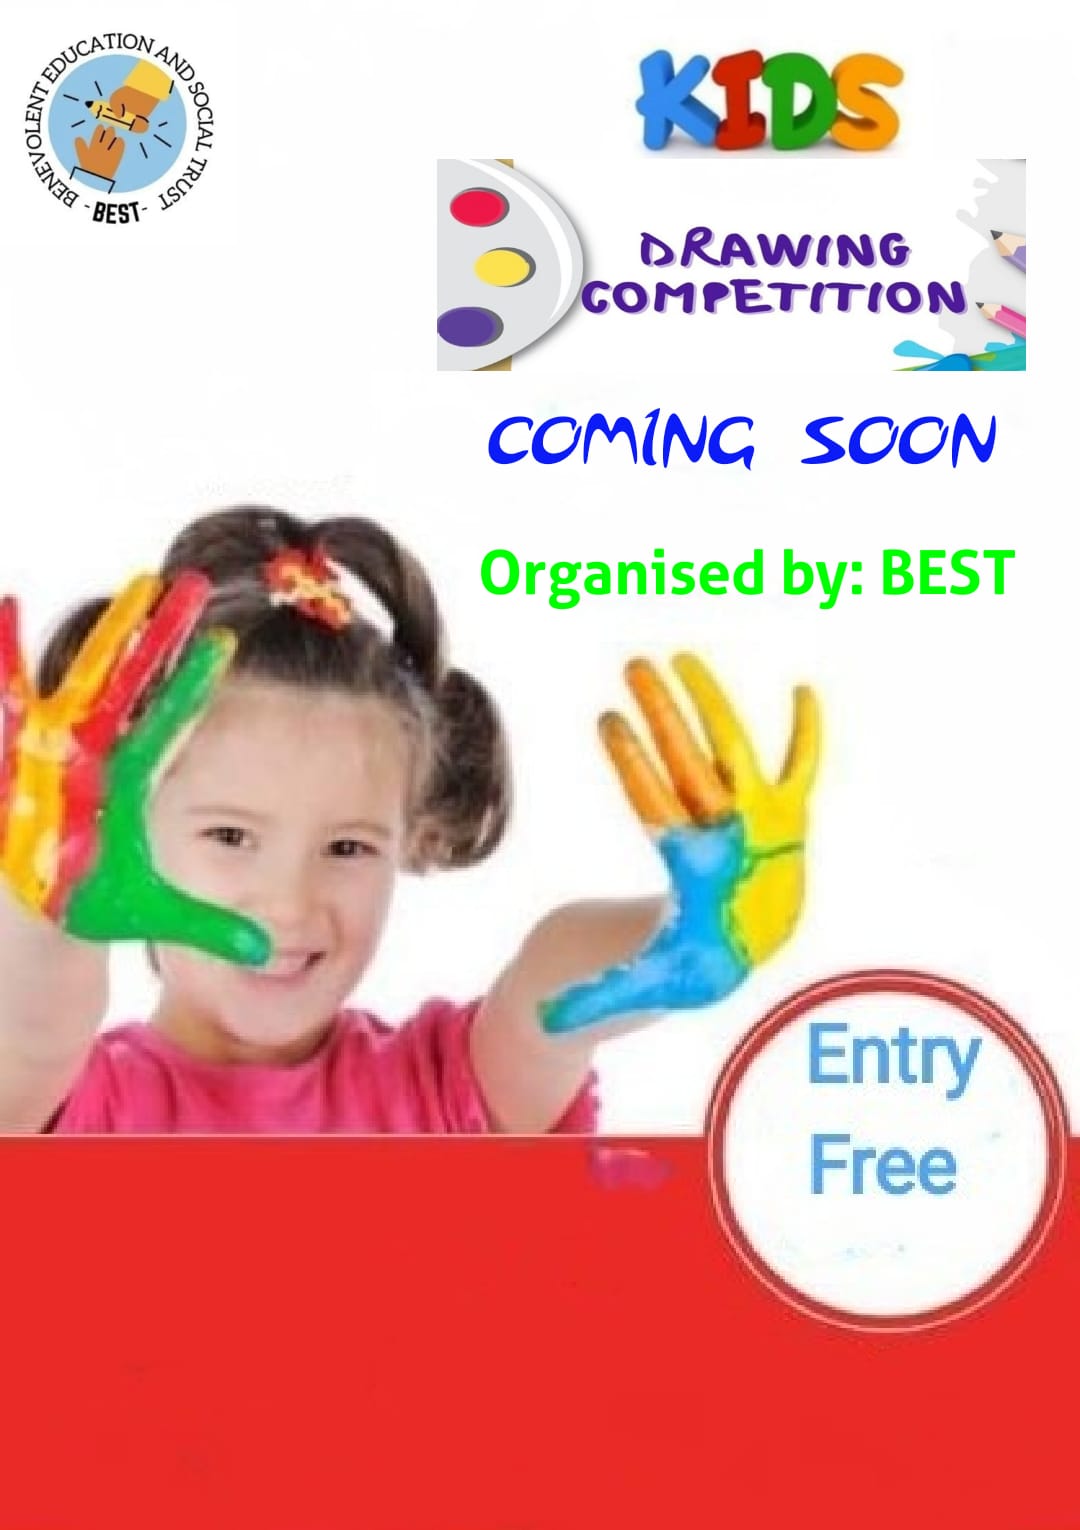 BENEVOLENT EDUCATION AND SOCIAL TRUST
- BEST -
KIDS
DRAWING
COMPETITION
COMING SOON
Organised by: BEST
Entry
Free